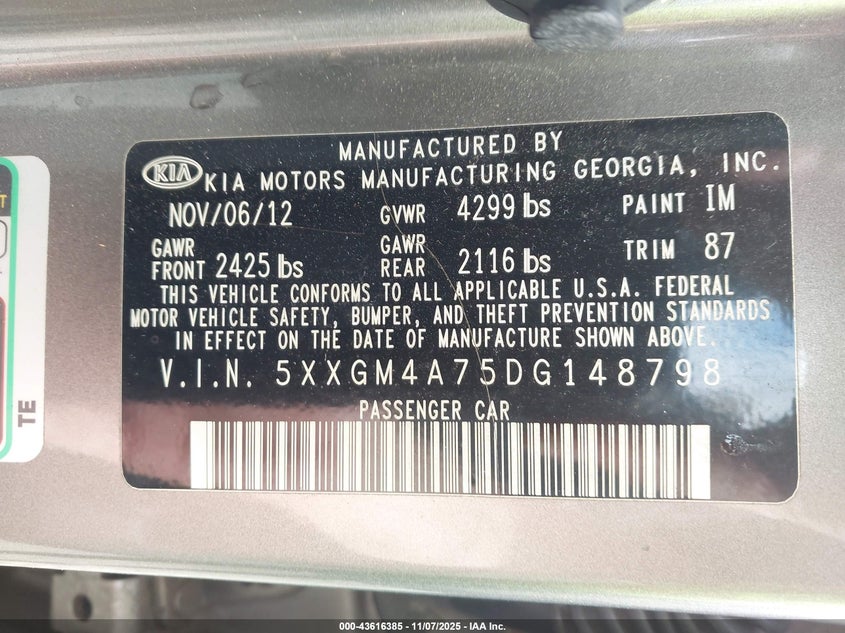 MANUFACTURED BY
KIA KIA MOTORS MANUFACTURING GEORGIA, INC.
NOV/06/12 GVWR 4299 lbs PAINT IM
GAWR FRONT 2425 lbs GAWR REAR 2116 lbs TRIM 87
THIS VEHICLE CONFORMS TO ALL APPLICABLE U.S.A. FEDERAL
MOTOR VEHICLE SAFETY, BUMPER, AND THEFT PREVENTION STANDARDS
IN EFFECT ON THE DATE OF MANUFACTURE SHOWN ABOVE.
V.I.N. 5XXGM4A75DG148798
PASSENGER CAR
TE
000-43616385 - 11/07/2025 - IAA Inc.